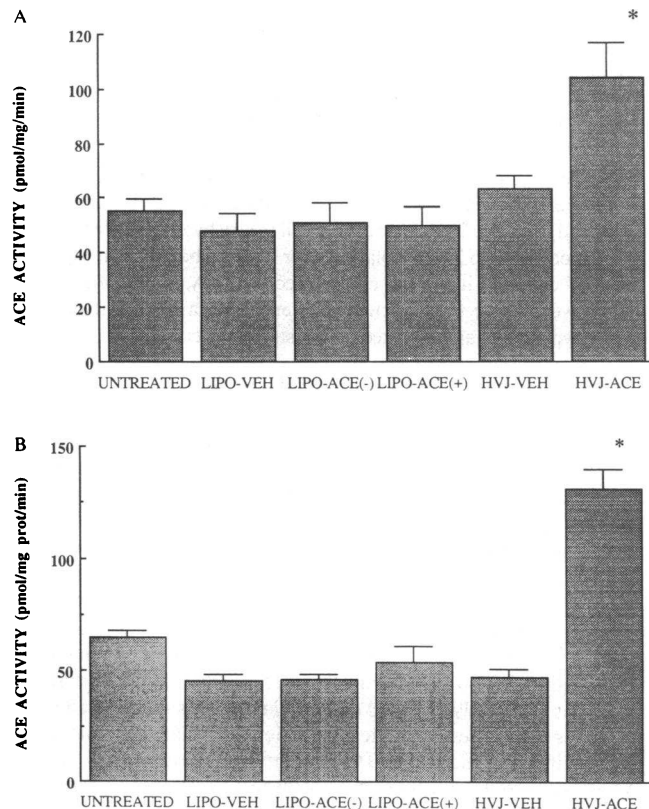 A
*
ACE ACTIVITY (pmol/mg/min)
120
100
80
60
40
20
0
UNTREATED LIPO-VEH LIPO-ACE(-) LIPO-ACE(+) HVJ-VEH HVJ-ACE
B
*
ACE ACTIVITY (pmol/mg prot/min)
150
100
50
0
UNTREATED LIPO-VEH LIPO-ACE(-) LIPO-ACE(+) HVJ-VEH HVJ-ACE